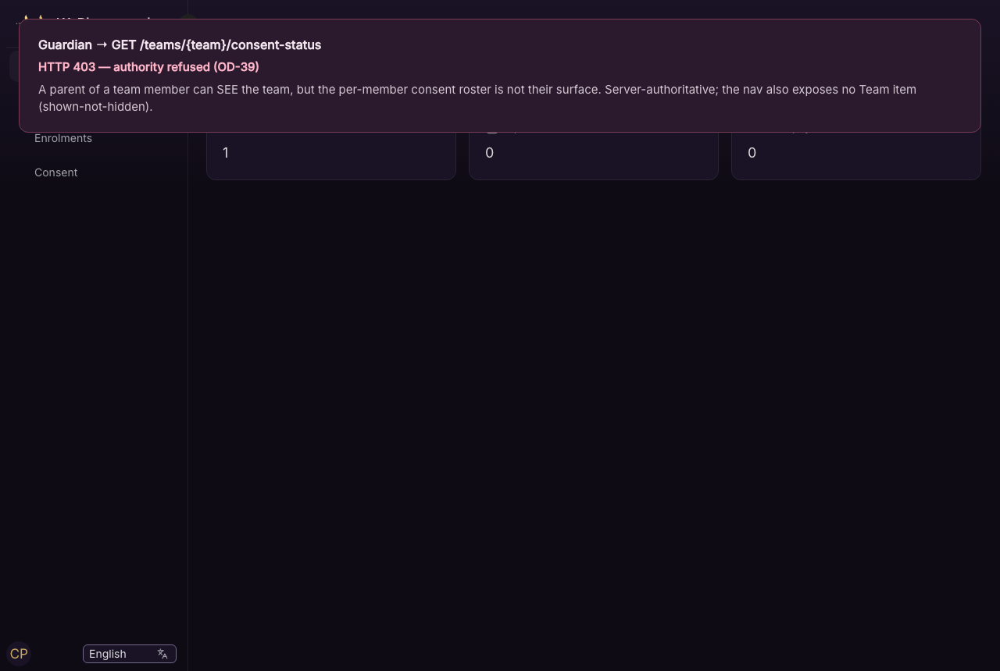 Guardian → GET /teams/{team}/consent-status
HTTP 403 — authority refused (OD-39)
A parent of a team member can SEE the team, but the per-member consent roster is not their surface. Server-authoritative; the nav also exposes no Team item
(shown-not-hidden).
Enrolments
1
0
0
Consent
CP
English